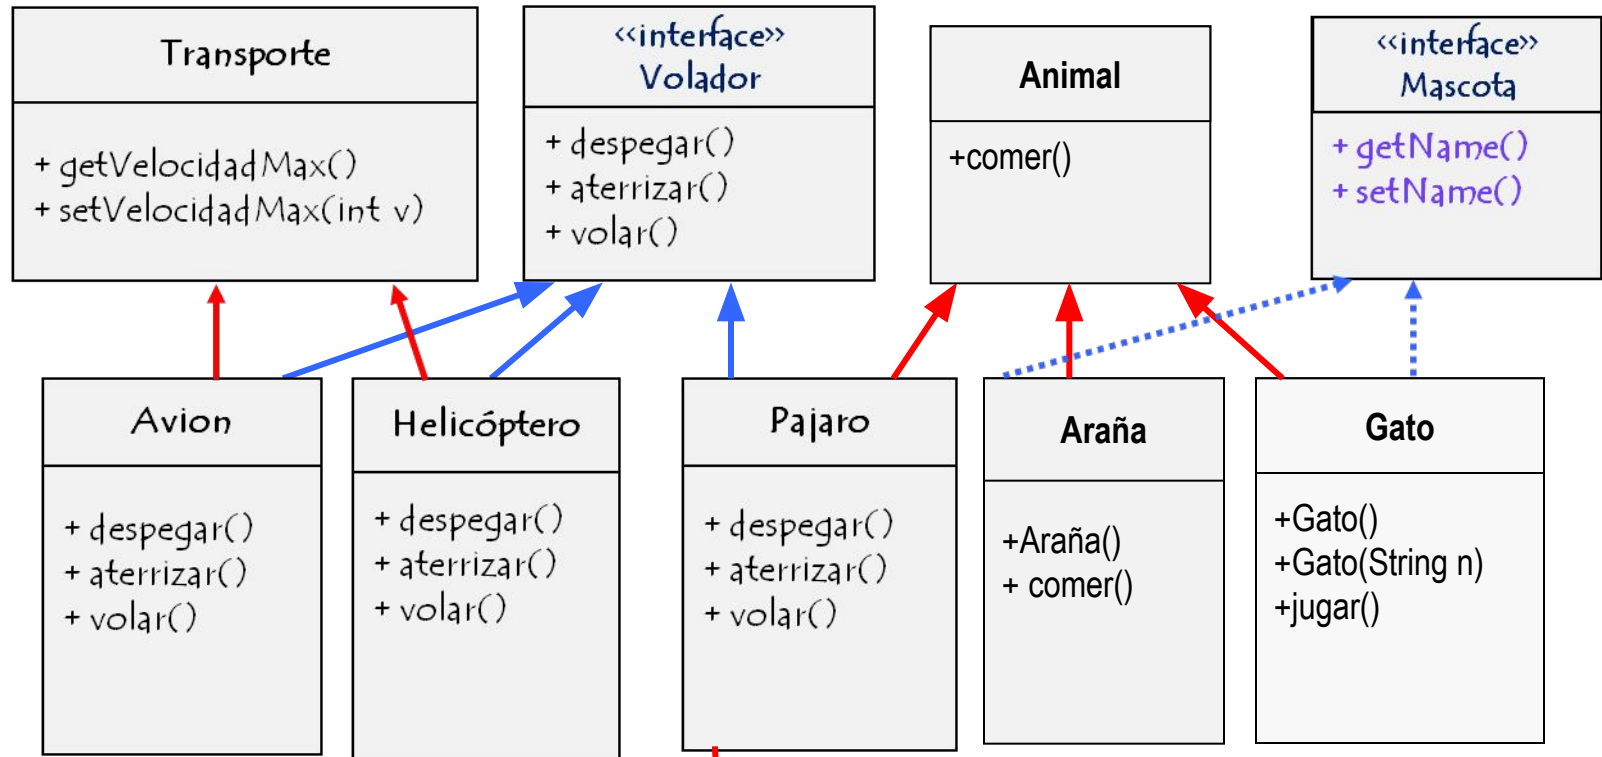 Transporte
+ getVelocidadMax()
+ setVelocidadMax(int v)
<<interface>>
Volador
+ despegar()
+ aterrizar()
+ volar()
Animal
+comer()
<<interface>>
Mascota
+ getName()
+ setName()
Avion
+ despegar()
+ aterrizar()
+ volar()
Helicóptero
+ despegar()
+ aterrizar()
+ volar()
Pajaro
+ despegar()
+ aterrizar()
+ volar()
Araña
+Araña()
+ comer()
Gato
+Gato()
+Gato(String n)
+jugar()